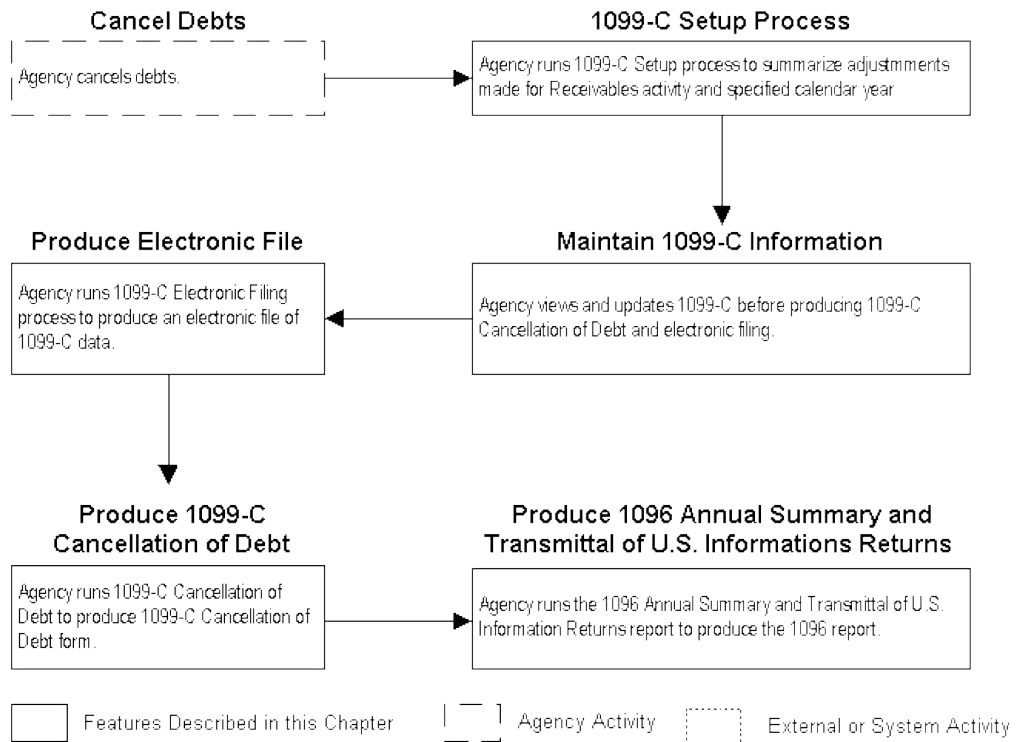 Cancel Debts
Agency cancels debts.
1099-C Setup Process
Agency runs 1099-C Setup process to summarize adjustmments
made for Receivables activity and specified calendar year
Maintain 1099-C Information
Agency views and updates 1099-C before producing 1099-C
Cancellation of Debt and electronic filing.
Produce Electronic File
Agency runs 1099-C Electronic Filing
process to produce an electronic file of
1099-C data.
Produce 1099-C
Cancellation of Debt
Agency runs 1099-C Cancellation of
Debt to produce 1099-C Cancellation of
Debt form.
Produce 1096 Annual Summary and
Transmittal of U.S. Informations Returns
Agency runs the 1096 Annual Summary and Transmittal of U.S.
Information Returns report to produce the 1096 report.
Features Described in this Chapter
Agency Activity
External or System Activity